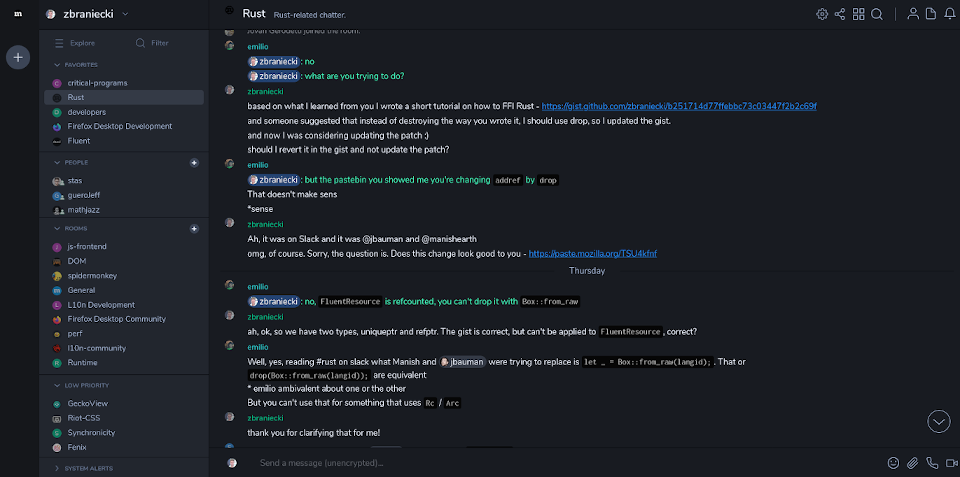 m
zbraniecki
Rust
Rust-related chatter.
Explore
Filter
FAVORITES
critical-programs
Rust
developers
Firefox Desktop Development
Fluent
PEOPLE
stas
guerojeff
mathjazz
ROOMS
js-frontend
DOM
spidermonkey
General
L10n Development
Firefox Desktop Community
perf
l10n-community
Runtime
LOW PRIORITY
GeckoView
Riot-CSS
Synchronicity
Fenix
SYSTEM ALERTS
joined the room.
emilio
zbraniecki : no
zbraniecki : what are you trying to do?
zbraniecki
based on what I learned from you I wrote a short tutorial on how to FFI Rust - https://gist.github.com/zbraniecki/b251714d77ffebbc73c03447f2b2c69f
and someone suggested that instead of destroying the way you wrote it, I should use drop, so I updated the gist.
and now I was considering updating the patch :)
should I revert it in the gist and not update the patch?
emilio
zbraniecki : but the pastebin you showed me you're changing addref by drop
That doesn't make sens
*sense
zbraniecki
Ah, it was on Slack and it was @jbauman and @manishearth
omg, of course. Sorry, the question is. Does this change look good to you - https://paste.mozilla.org/TSU4kfnf
Thursday
emilio
zbraniecki : no, FluentResource is refcounted, you can't drop it with Box::from_raw
zbraniecki
ah, ok, so we have two types, uniqueptr and refptr. The gist is correct, but can't be applied to FluentResource, correct?
emilio
Well, yes, reading #rust on slack what Manish and jbauman were trying to replace is let _ = Box::from_raw(langid);. That or
drop(Box::from_raw(langid)); are equivalent
* emilio ambivalent about one or the other
But you can't use that for something that uses Rc / Arc
zbraniecki
thank you for clarifying that for me!
Send a message (unencrypted)...